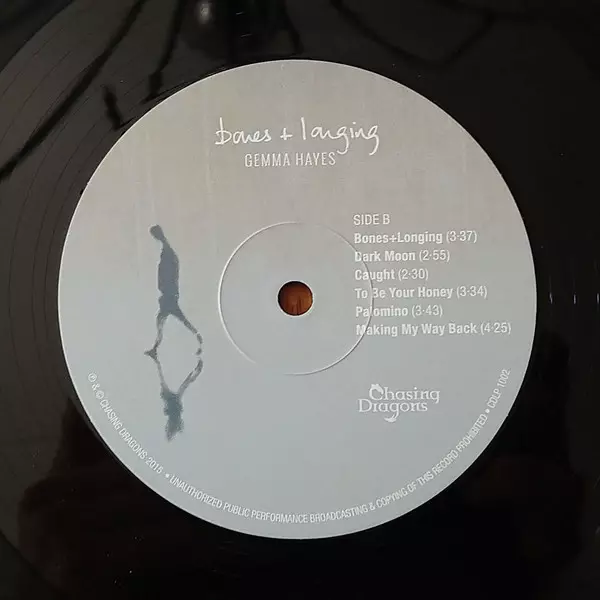 bones + longing
GEMMA HAYES
SIDE B
Bones+Longing (3·37)
Dark Moon (2·55)
Caught (2·30)
To Be Your Honey (3·34)
Palomino (3·43)
Making My Way Back (4·25)
Chasing
Dragons
℗ & © CHASING DRAGONS 2015 • UNAUTHORIZED PUBLIC PERFORMANCE BROADCASTING & COPYING OF THIS RECORD PROHIBITED • CDLP 1002